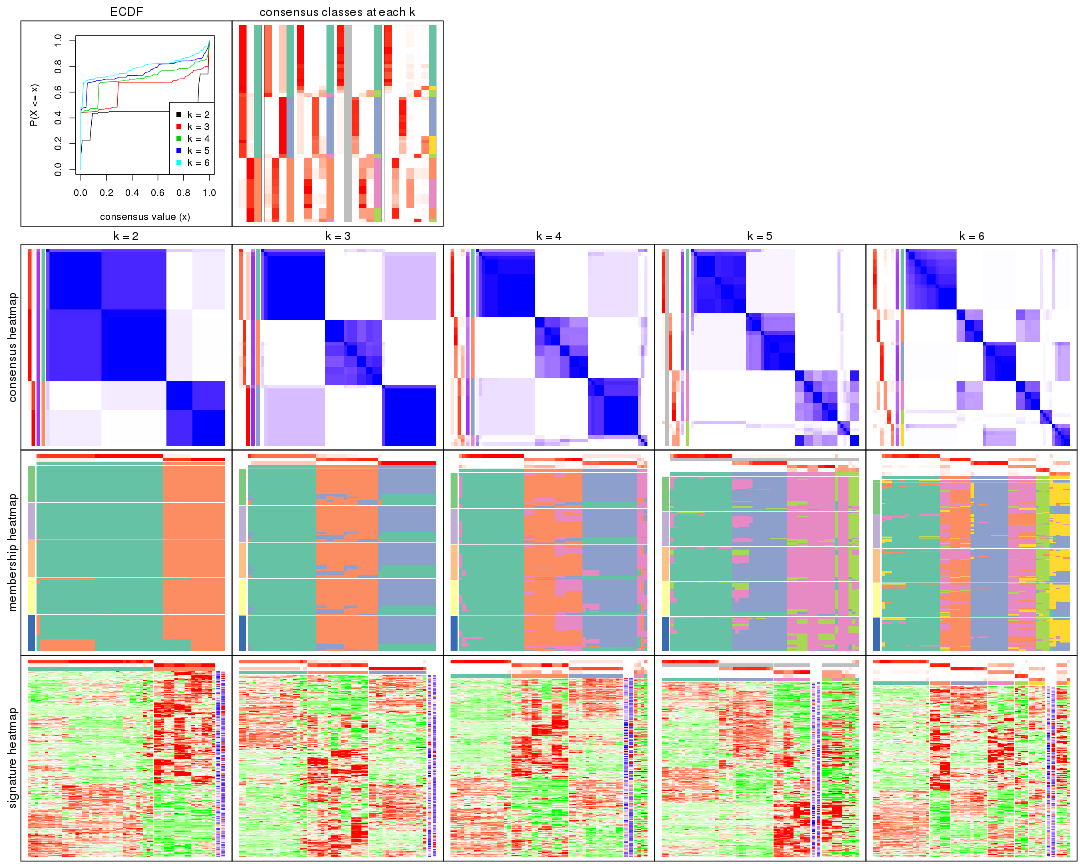 ECDF
consensus classes at each k
P(X <= x)
0.0 0.2 0.4 0.6 0.8 1.0
k = 2
k = 3
k = 4
k = 5
k = 6
0.0 0.2 0.4 0.6 0.8 1.0
consensus value (x)
k = 2
k = 3
k = 4
k = 5
k = 6
consensus heatmap
membership heatmap
signature heatmap